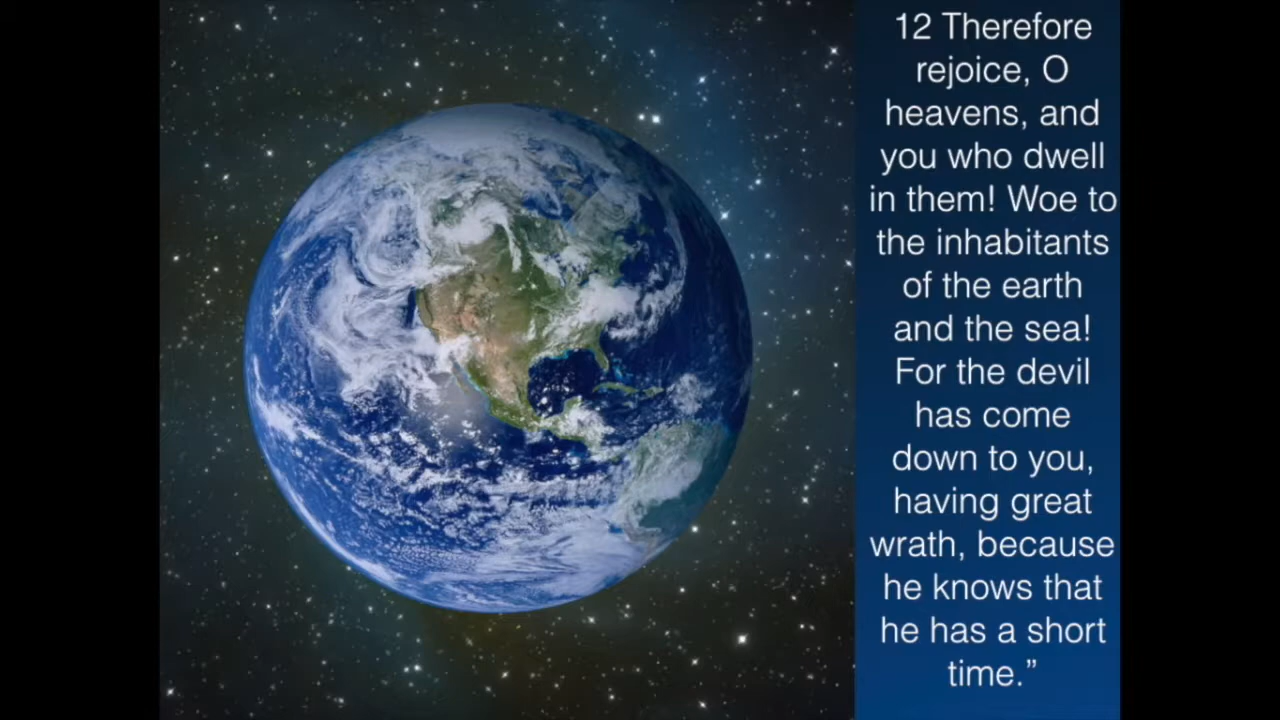 12 Therefore
rejoice, O
heavens, and
you who dwell
in them! Woe to
the inhabitants
of the earth
and the sea!
For the devil
has come
down to you,
having great
wrath, because
he knows that
he has a short
time.”